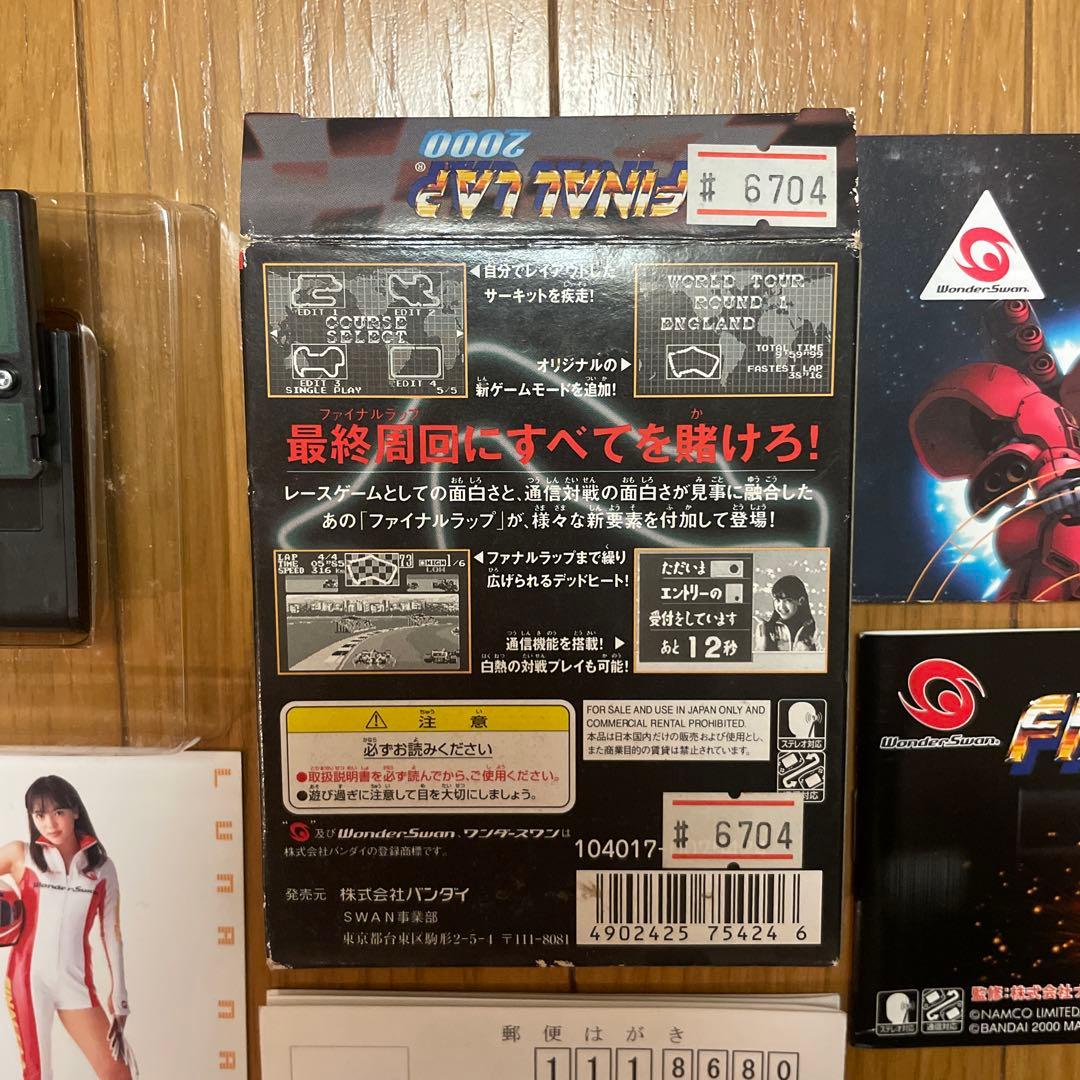 FINAL LAP®
2000
# 6704
◀自分でレイアウトした
サーキットを疾走!
EDIT 1 EDIT 2
COURSE
SELECT
EDIT 3 EDIT 4
SINGLE PLAY 5/5
WORLD TOUR
ROUND 1
ENGLAND
TOTAL TIME
9'59"99
FASTEST LAP
38"16
オリジナルの▶
新ゲームモードを追加!
ファイナルラップ
最終周回にすべてを賭けろ!
レースゲームとしての面白さと、通信対戦の面白さが見事に融合した
あの「ファイナルラップ」が、様々な新要素を付加して登場!
LAP 4/4
TIME 05"85
SPEED 316 km
73
HIGH 1/6
LOW
◀ファナルラップまで繰り
広げられるデッドヒート!
通信機能を搭載!▶
白熱の対戦プレイも可能!
ただいま
エントリーの
受付をしています
あと12秒
⚠注意
必ずお読みください
●取扱説明書を必ず読んでから、ご使用ください。
●遊び過ぎに注意して目を大切にしましょう。
FOR SALE AND USE IN JAPAN ONLY AND
COMMERCIAL RENTAL PROHIBITED.
本品は日本国内だけの販売および使用とし、
また商業目的の賃貸は禁止されています。
ステレオ対応
及びWonderSwan、ワンダースワンは
株式会社バンダイの登録商標です。
104017-
# 6704
発売元 株式会社バンダイ
SWAN事業部
東京都台東区駒形2-5-4 〒111-8081
4902425 75424 6
WonderSwan
WonderSwan
監修:株式会社
ステレオ対応
通信対応
©NAMCO LIMITED
©BANDAI 2000 MA
LUNAR
WonderSwan
FINAL
郵便はがき
1118680